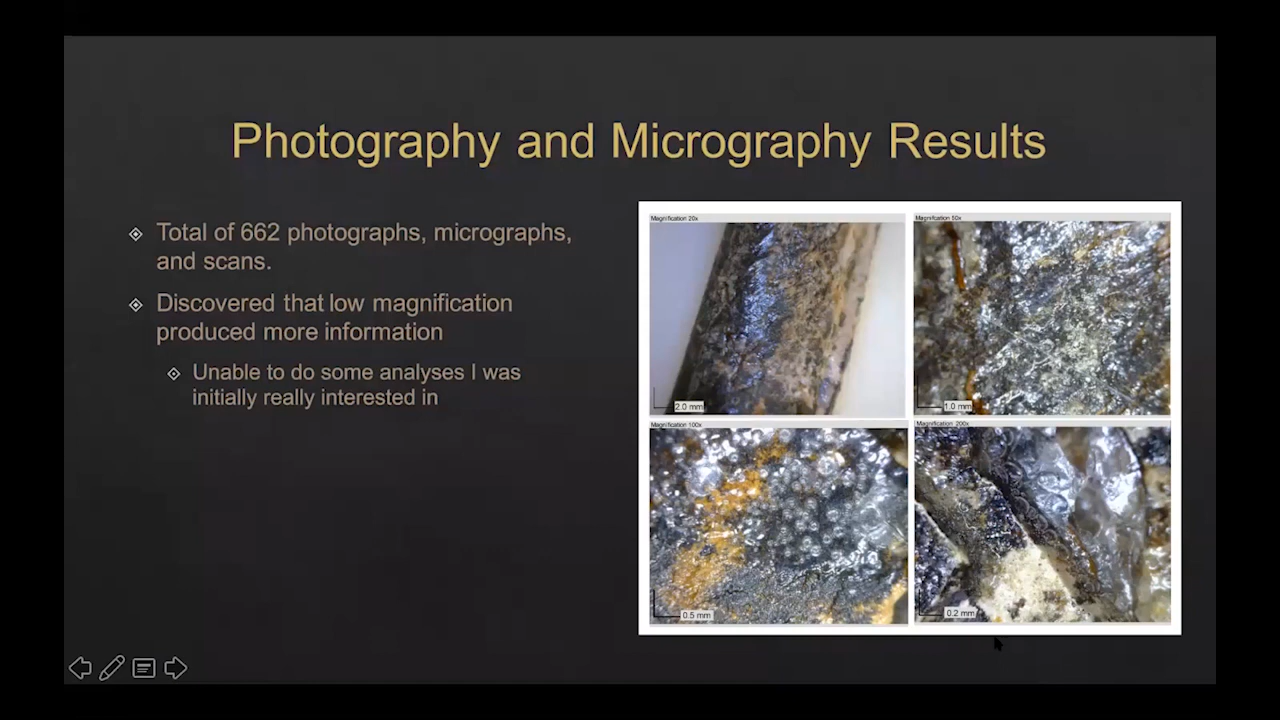 Photography and Micrography Results
Total of 662 photographs, micrographs,
and scans.
Discovered that low magnification
produced more information
Unable to do some analyses I was
initially really interested in
Magnification 20x
Magnification 50x
2.0 mm
1.0 mm
Magnification 100x
Magnification 200x
0.5 mm
0.2 mm